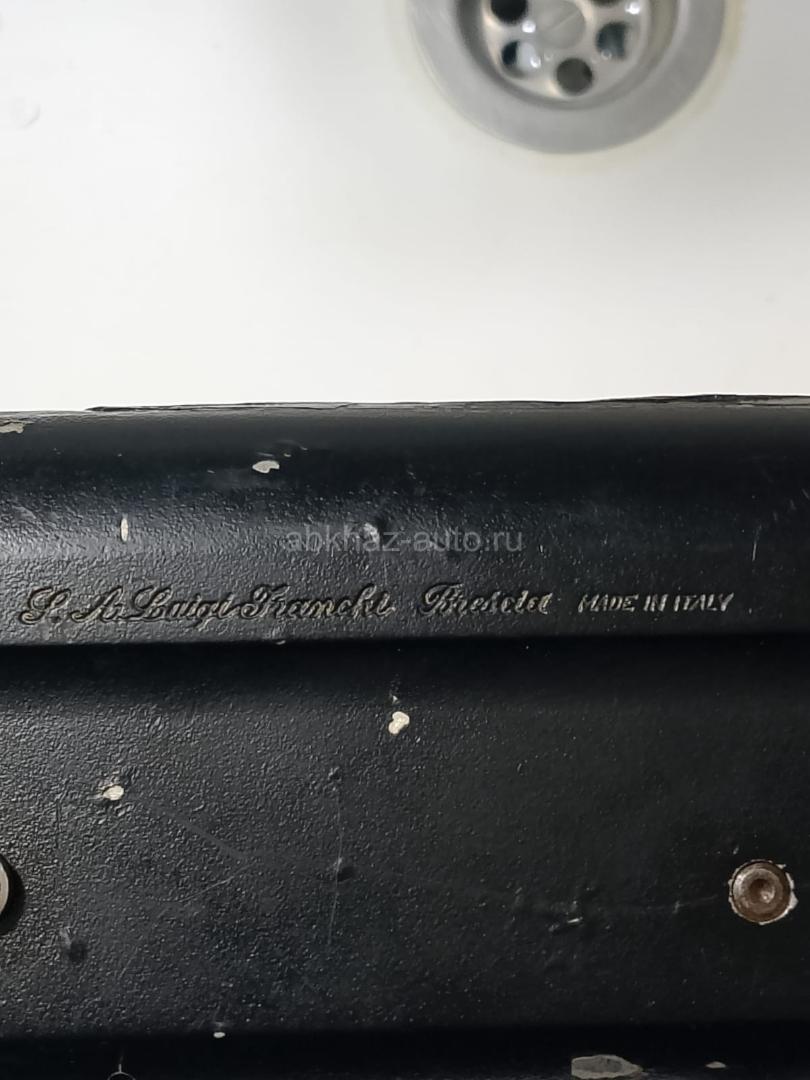 abkhaz-auto.ru
S. A. Luigi Franchi Brescia MADE IN ITALY